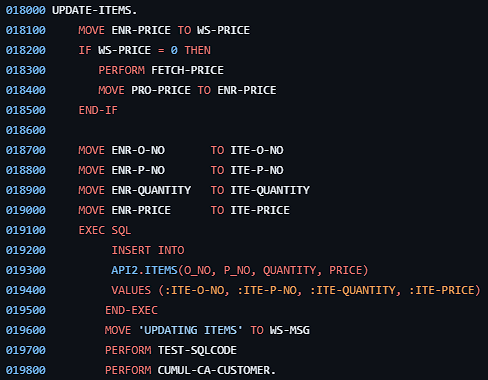 018000 UPDATE-ITEMS.
018100     MOVE ENR-PRICE TO WS-PRICE
018200     IF WS-PRICE = 0 THEN
018300        PERFORM FETCH-PRICE
018400        MOVE PRO-PRICE TO ENR-PRICE
018500     END-IF
018600
018700     MOVE ENR-O-NO       TO ITE-O-NO
018800     MOVE ENR-P-NO       TO ITE-P-NO
018900     MOVE ENR-QUANTITY   TO ITE-QUANTITY
019000     MOVE ENR-PRICE      TO ITE-PRICE
019100     EXEC SQL
019200          INSERT INTO
019300          API2.ITEMS(O_NO, P_NO, QUANTITY, PRICE)
019400          VALUES (:ITE-O-NO, :ITE-P-NO, :ITE-QUANTITY, :ITE-PRICE)
019500         END-EXEC
019600         MOVE 'UPDATING ITEMS' TO WS-MSG
019700         PERFORM TEST-SQLCODE
019800         PERFORM CUMUL-CA-CUSTOMER.